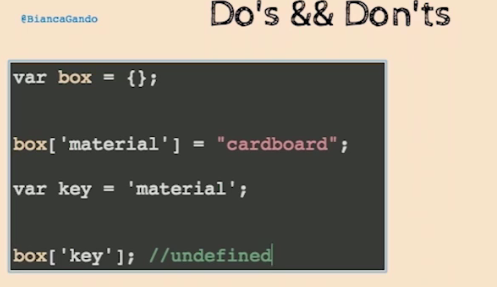 @BiancaGando
Do's && Don'ts
var box = {};
box['material'] = "cardboard";
var key = 'material';
box['key']; //undefined